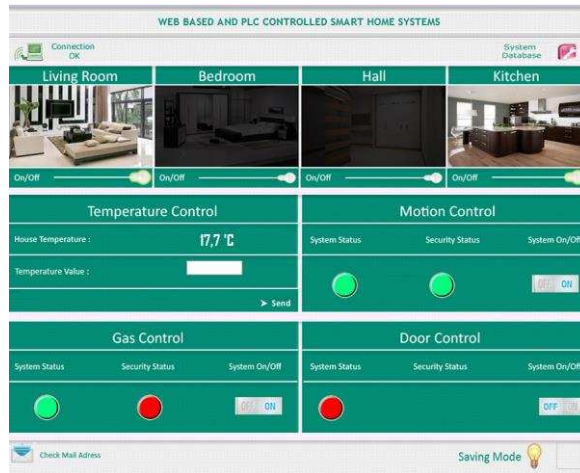 WEB BASED AND PLC CONTROLLED SMART HOME SYSTEMS
Connection
OK
System
Database
Living Room Bedroom Hall Kitchen
On/Off On/Off On/Off On/Off
Temperature Control
House Temperature : 17,7 °C
Temperature Value :
➤ Send
Motion Control
System Status Security Status System On/Off
OFF ON
Gas Control
System Status Security Status System On/Off
OFF ON
Door Control
System Status Security Status System On/Off
OFF ON
Check Mail Adress
Saving Mode